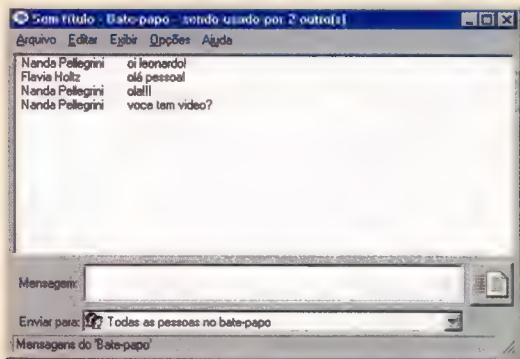 Sem título - Bate-papo - sendo usado por 2 outro(s)
Arquivo Editar Exibir Opções Ajuda
Nanda Pellegrini oi leonardo!
Flavia Holtz olá pessoal
Nanda Pellegrini ola!!!
Nanda Pellegrini voce tem video?
Mensagem:
Enviar para: Todas as pessoas no bate-papo
Mensagens do 'Bate-papo'